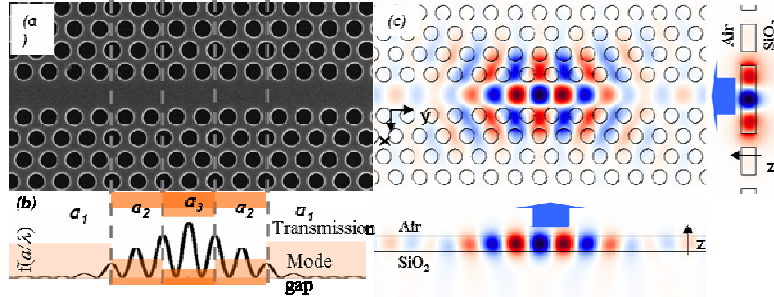 (a
)
(b)
a1 a2 a3 a2 a1
f(a/λ)
Transmission
Mode
gap
(c)
y
x
Air
SiO2
z
Air
SiO2
z